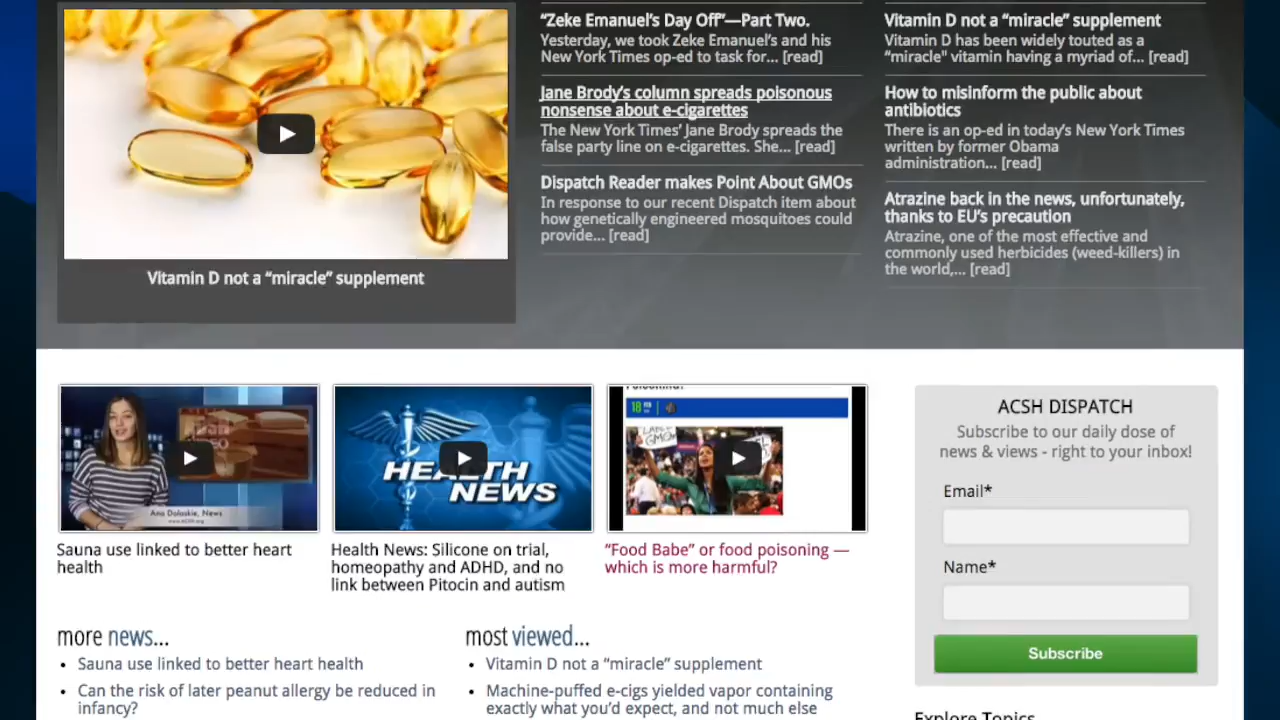 Vitamin D not a “miracle” supplement
“Zeke Emanuel’s Day Off”—Part Two.
Yesterday, we took Zeke Emanuel’s and his
New York Times op-ed to task for... [read]
Jane Brody’s column spreads poisonous
nonsense about e-cigarettes
The New York Times’ Jane Brody spreads the
false party line on e-cigarettes. She... [read]
Dispatch Reader makes Point About GMOs
In response to our recent Dispatch item about
how genetically engineered mosquitoes could
provide... [read]
Vitamin D not a “miracle” supplement
Vitamin D has been widely touted as a
“miracle" vitamin having a myriad of... [read]
How to misinform the public about
antibiotics
There is an op-ed in today’s New York Times
written by former Obama
administration... [read]
Atrazine back in the news, unfortunately,
thanks to EU’s precaution
Atrazine, one of the most effective and
commonly used herbicides (weed-killers) in
the world,... [read]
Ana Dolaskie, News
www.ACSH.org
Sauna use linked to better heart
health
HEALTH
NEWS
Health News: Silicone on trial,
homeopathy and ADHD, and no
link between Pitocin and autism
18
LABEL
GMO
“Food Babe” or food poisoning —
which is more harmful?
ACSH DISPATCH
Subscribe to our daily dose of
news & views - right to your inbox!
Email*
Name*
Subscribe
more news...
• Sauna use linked to better heart health
• Can the risk of later peanut allergy be reduced in
infancy?
most viewed...
• Vitamin D not a “miracle” supplement
• Machine-puffed e-cigs yielded vapor containing
exactly what you’d expect, and not much else
Explore Topics